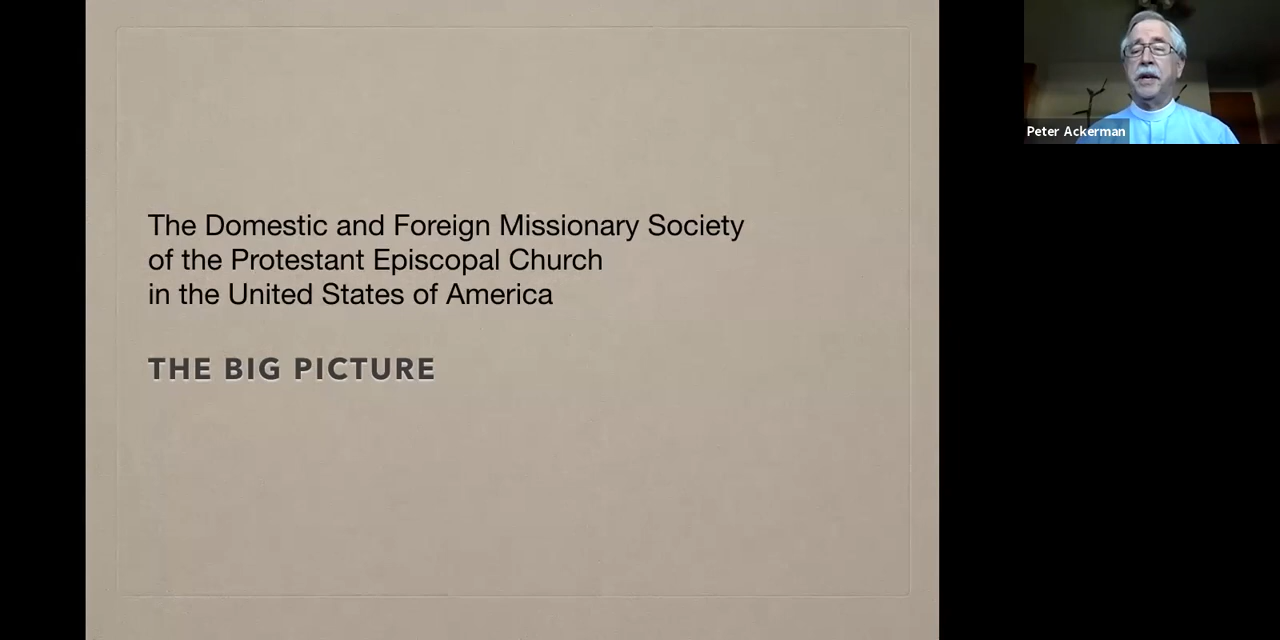 The Domestic and Foreign Missionary Society
of the Protestant Episcopal Church
in the United States of America
THE BIG PICTURE
Peter Ackerman